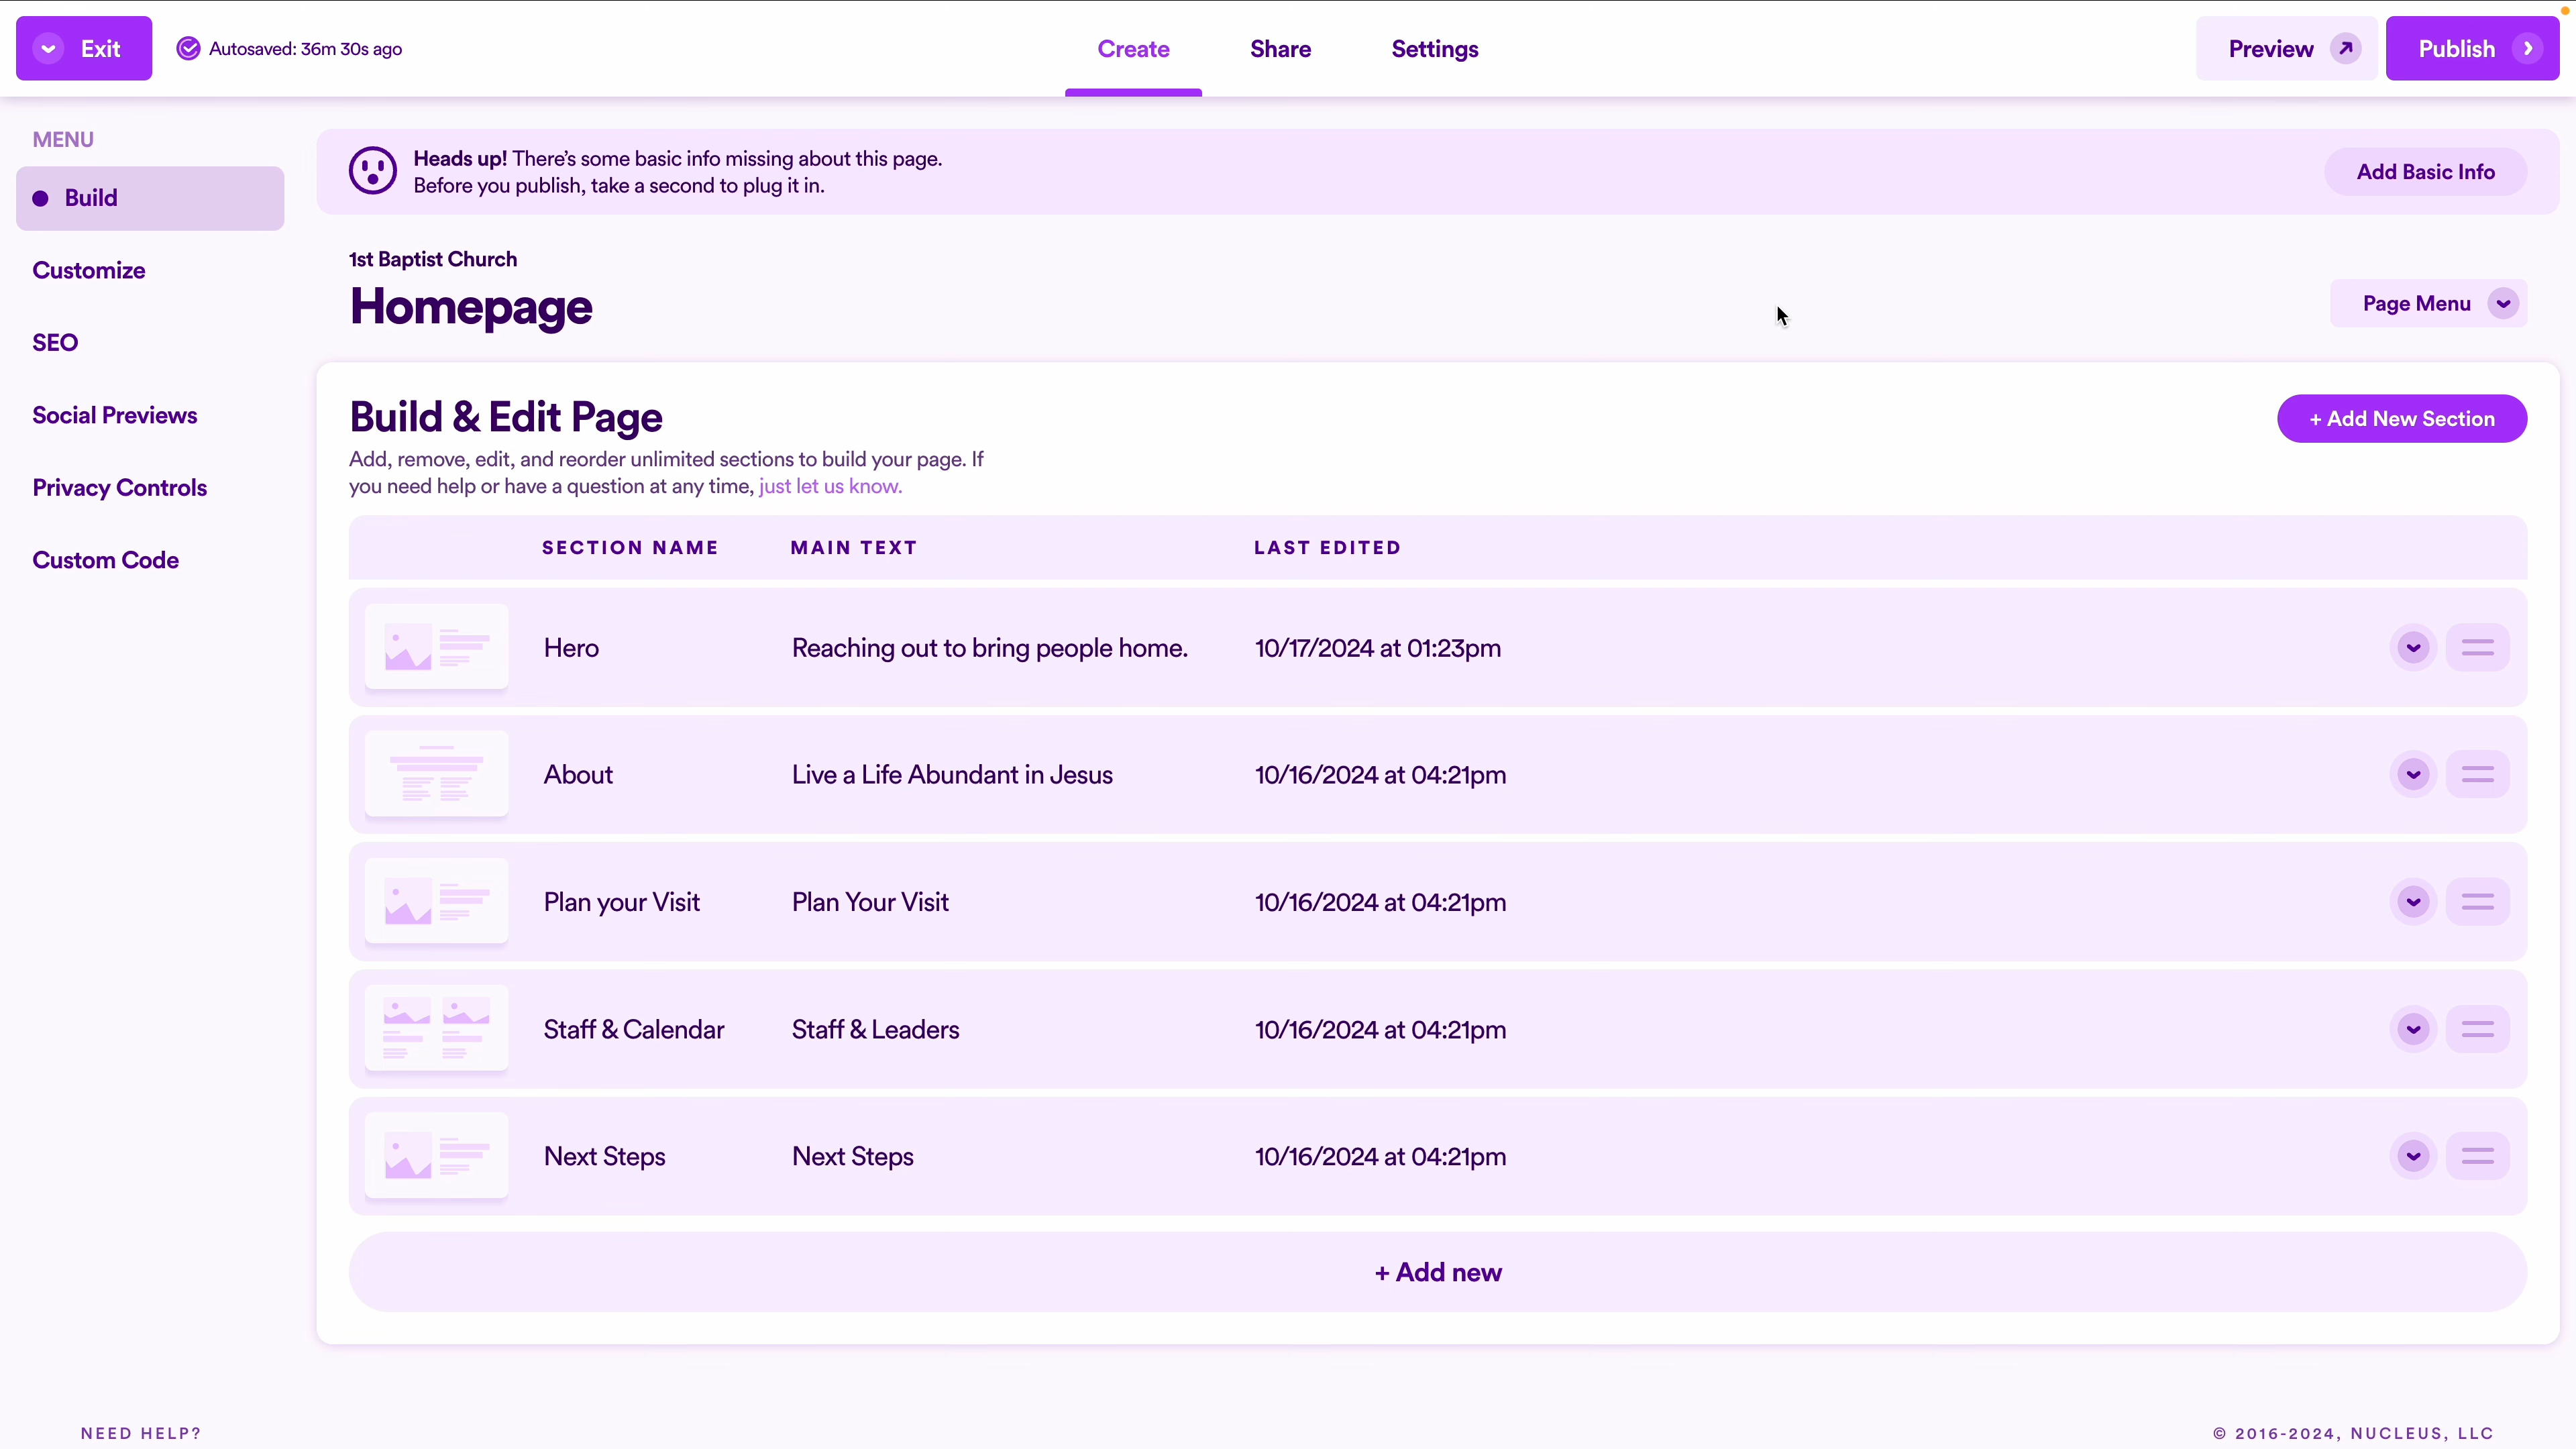 Exit
Autosaved: 36m 30s ago
Create
Share
Settings
Preview
Publish
MENU
Build
Customize
SEO
Social Previews
Privacy Controls
Custom Code
Heads up! There's some basic info missing about this page.
Before you publish, take a second to plug it in.
Add Basic Info
1st Baptist Church
Homepage
Page Menu
Build & Edit Page
+ Add New Section
Add, remove, edit, and reorder unlimited sections to build your page. If
you need help or have a question at any time, just let us know.
SECTION NAME MAIN TEXT LAST EDITED
Hero Reaching out to bring people home. 10/17/2024 at 01:23pm
About Live a Life Abundant in Jesus 10/16/2024 at 04:21pm
Plan your Visit Plan Your Visit 10/16/2024 at 04:21pm
Staff & Calendar Staff & Leaders 10/16/2024 at 04:21pm
Next Steps Next Steps 10/16/2024 at 04:21pm
+ Add new
NEED HELP?
© 2016-2024, NUCLEUS, LLC